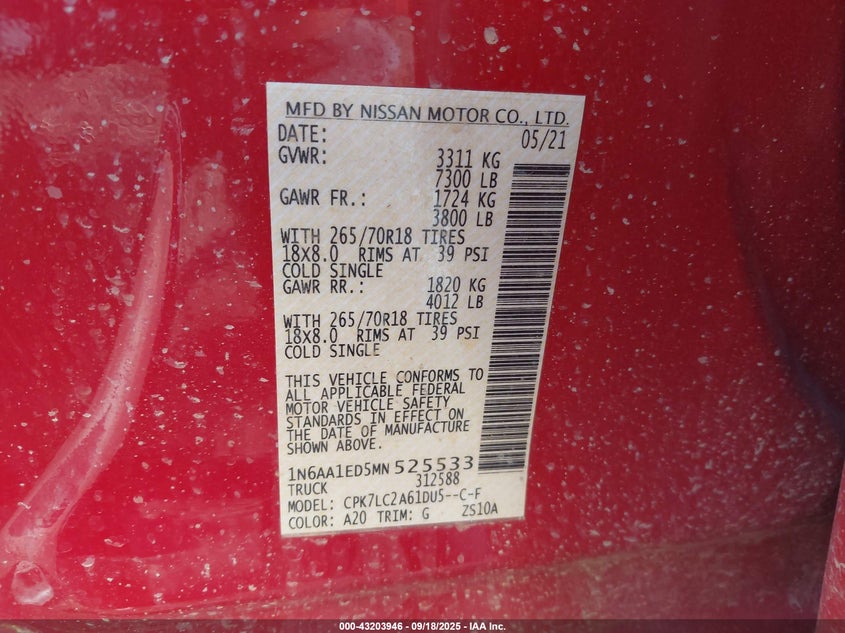 MFD BY NISSAN MOTOR CO., LTD.
DATE: 05/21
GVWR: 3311 KG
7300 LB
GAWR FR.: 1724 KG
3800 LB
WITH 265/70R18 TIRES
18X8.0 RIMS AT 39 PSI
COLD SINGLE
GAWR RR.: 1820 KG
4012 LB
WITH 265/70R18 TIRES
18X8.0 RIMS AT 39 PSI
COLD SINGLE
THIS VEHICLE CONFORMS TO
ALL APPLICABLE FEDERAL
MOTOR VEHICLE SAFETY
STANDARDS IN EFFECT ON
THE DATE OF MANUFACTURE
SHOWN ABOVE.
1N6AA1ED5MN 525533
TRUCK 312588
MODEL: CPK7LC2A61DU5--C-F
COLOR: A20 TRIM: G ZS10A
000-43203946 - 09/18/2025 - IAA Inc.